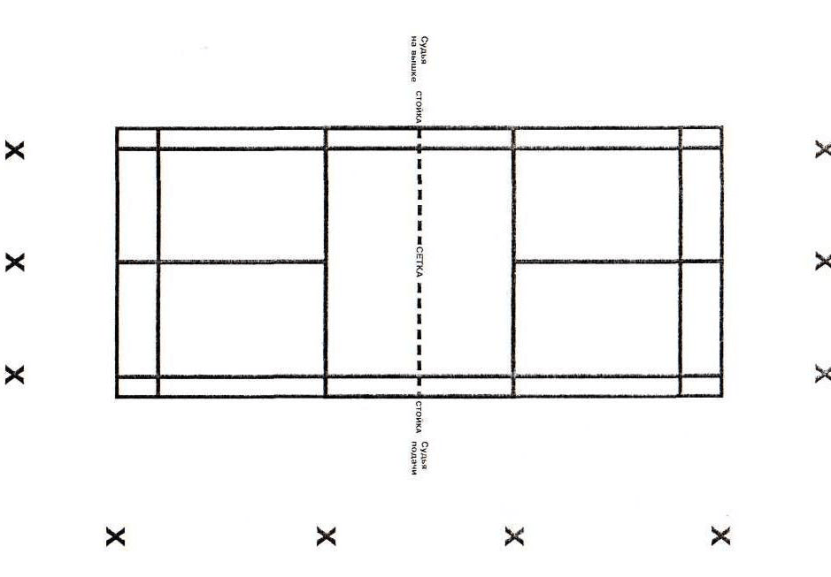 Судья
на вышке
стойка
X X
X СЕТКА X
X X
стойка
Судья
подачи
X X X X